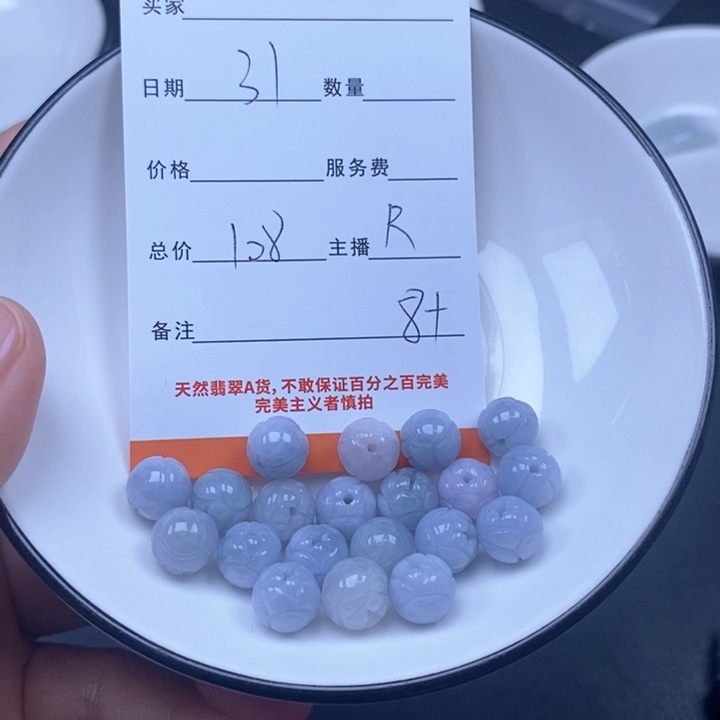 买家
日期 31 数量
价格 服务费
总价 108 主播 R
备注 8+
天然翡翠A货,不敢保证百分之百完美
完美主义者慎拍